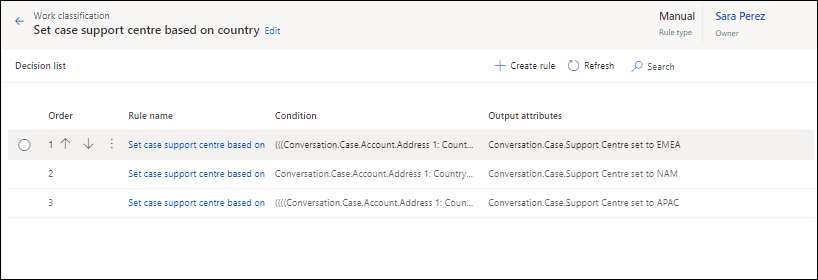 Work classification
Set case support centre based on country Edit
Manual
Rule type
Sara Perez
Owner
Decision list
Create rule Refresh Search
Order Rule name Condition Output attributes
1 Set case support centre based on (((Conversation.Case.Account.Address 1: Count... Conversation.Case.Support Centre set to EMEA
2 Set case support centre based on Conversation.Case.Account.Address 1: Country... Conversation.Case.Support Centre set to NAM
3 Set case support centre based on ((((Conversation.Case.Account.Address 1: Coun... Conversation.Case.Support Centre set to APAC